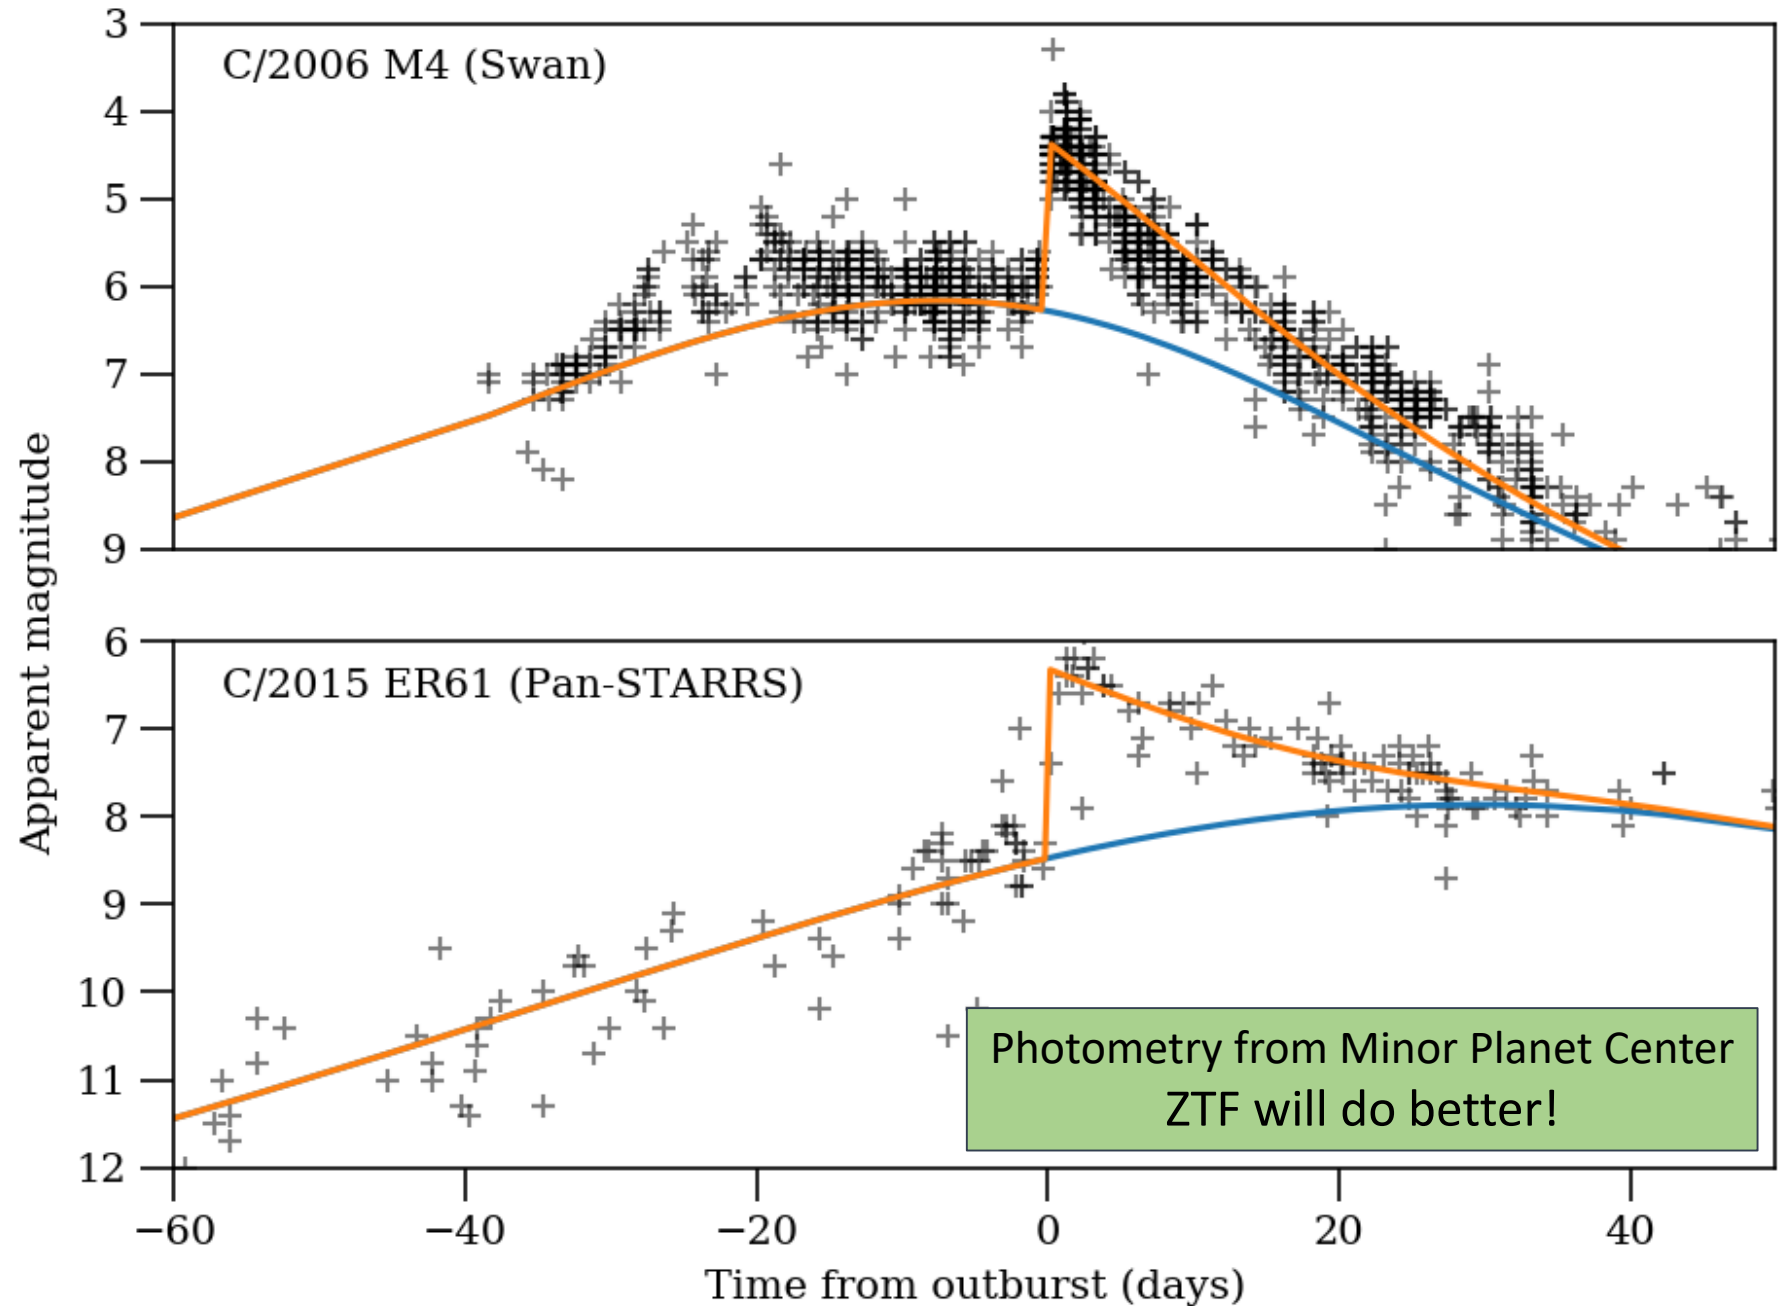 3
C/2006 M4 (Swan)
4
5
6
7
8
9
Apparent magnitude
6
C/2015 ER61 (Pan-STARRS)
7
8
9
10
11
12
Photometry from Minor Planet Center
ZTF will do better!
−60 −40 −20 0 20 40
Time from outburst (days)